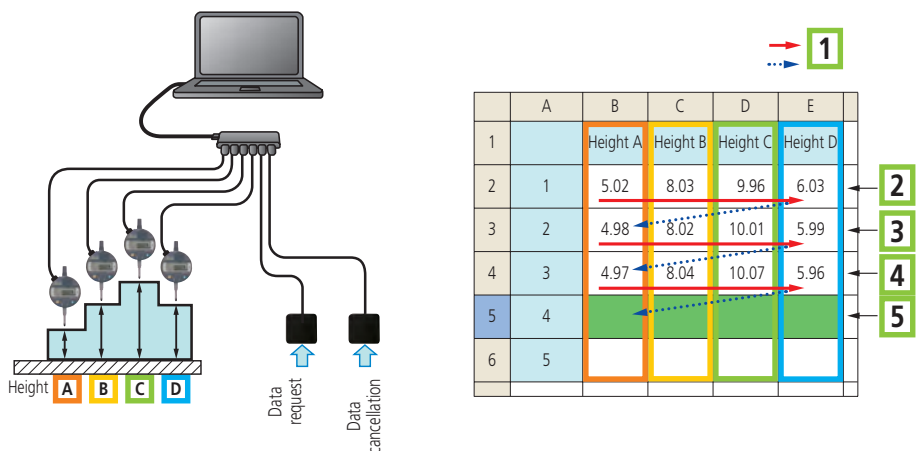 Height A B C D
Data
request
Data
cancellation
1
A B C D E
1 Height A Height B Height C Height D
2 1 5.02 8.03 9.96 6.03 2
3 2 4.98 8.02 10.01 5.99 3
4 3 4.97 8.04 10.07 5.96 4
5 4 5
6 5